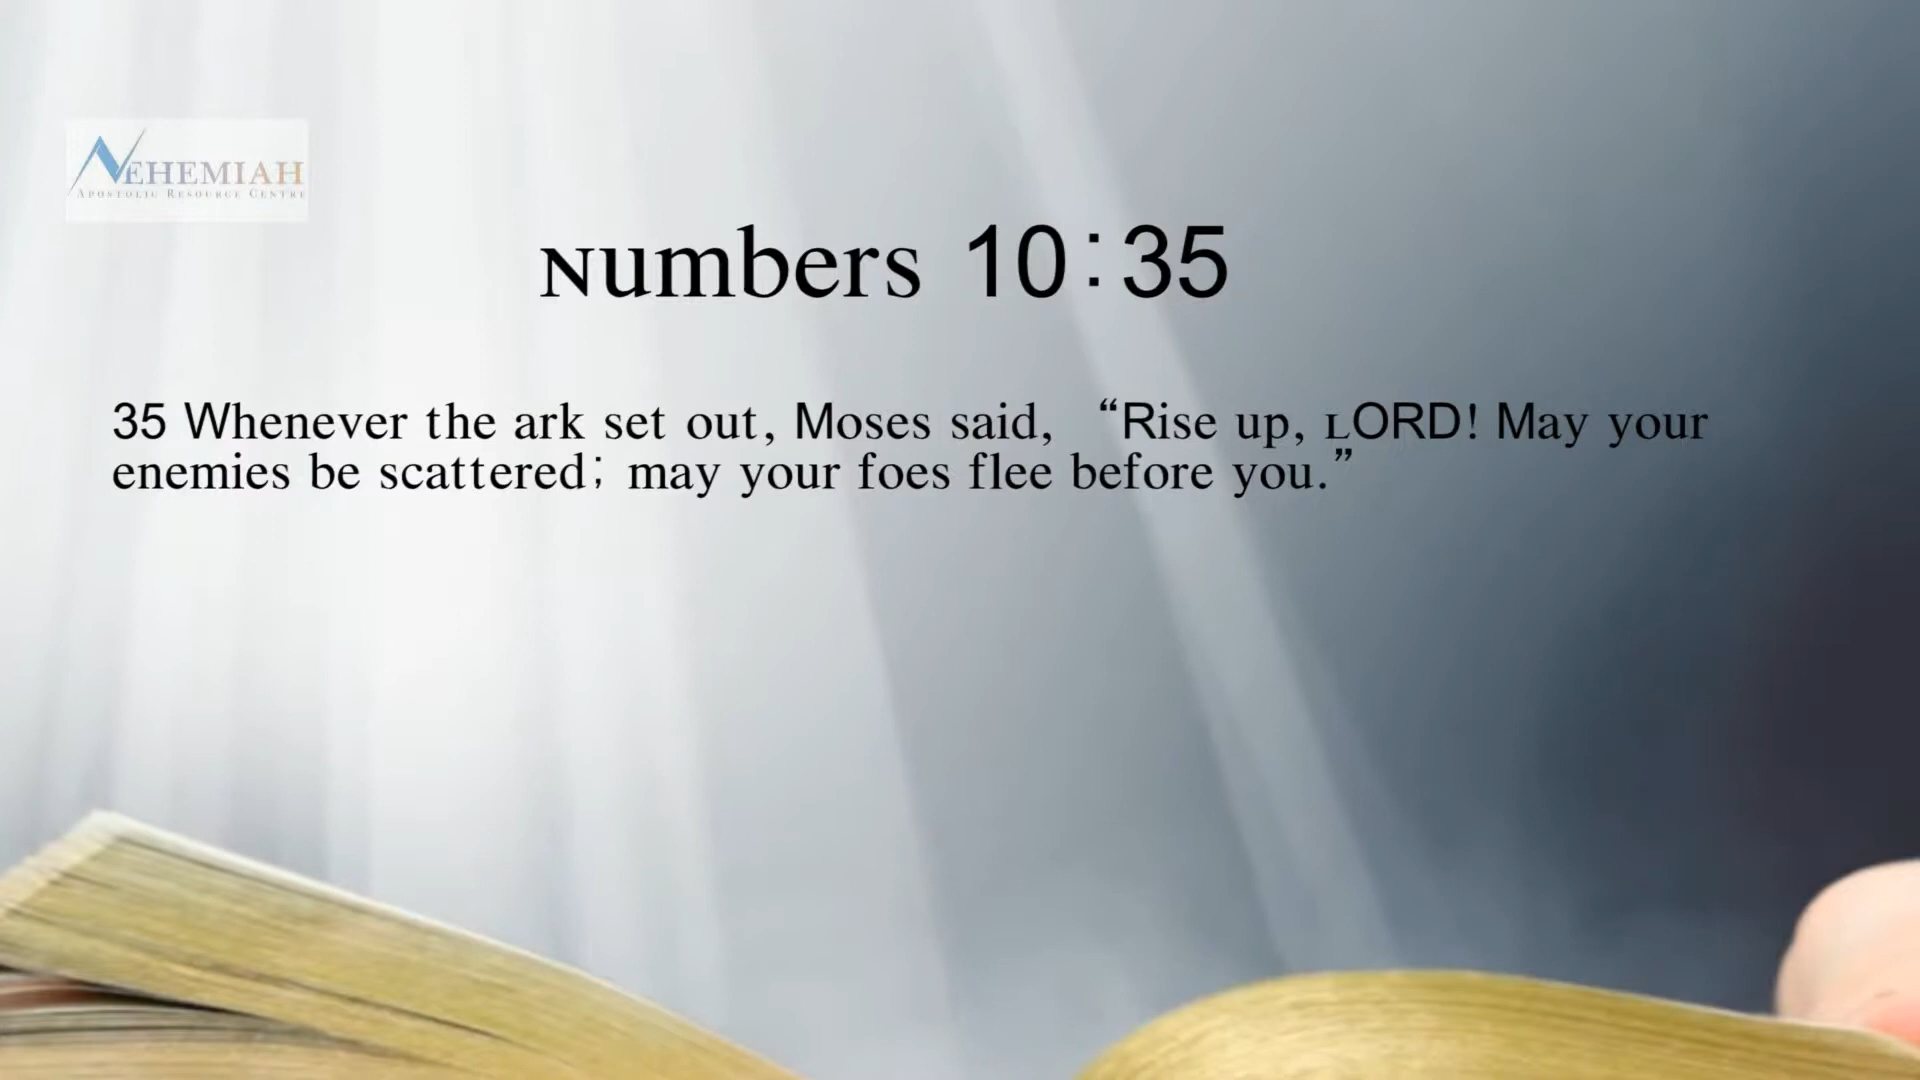 NEHEMIAH
APOSTOLIC RESOURCE CENTRE
Numbers 10:35
35 Whenever the ark set out, Moses said, “Rise up, LORD! May your
enemies be scattered; may your foes flee before you.”